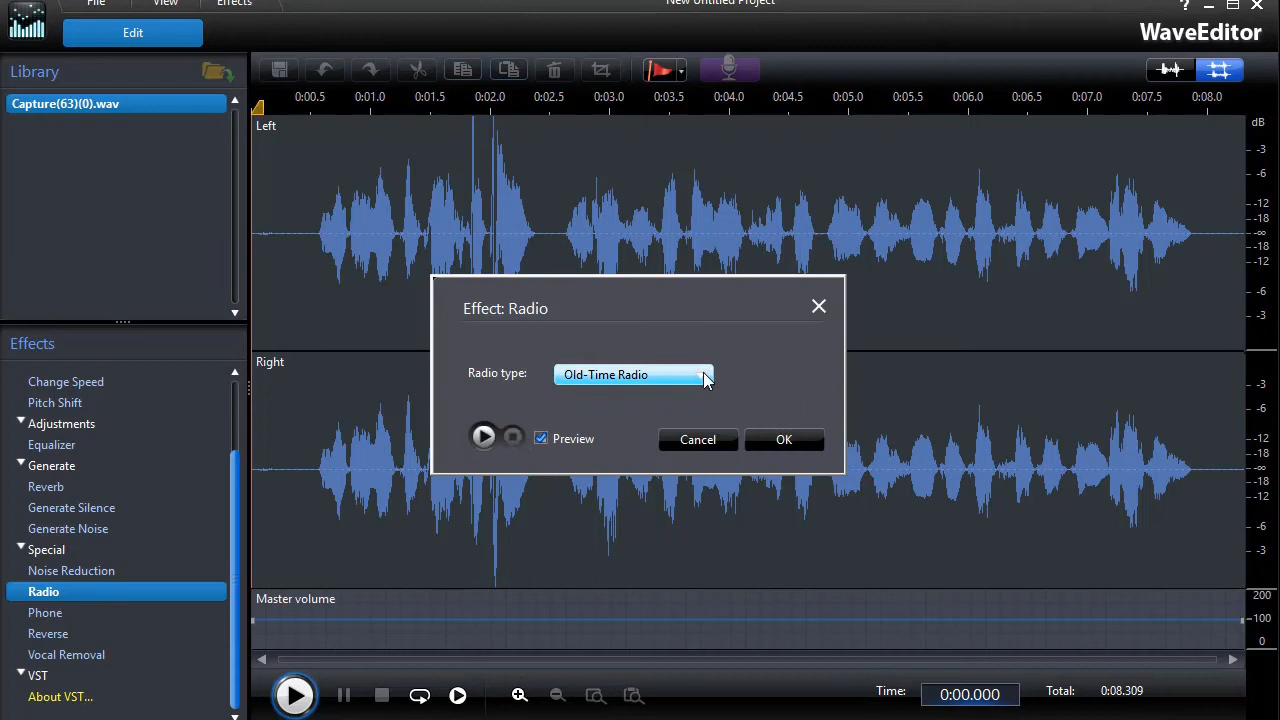 File View Effects New Untitled Project ?
Edit
WaveEditor
Library
Capture(63)(0).wav
0:00.5 0:01.0 0:01.5 0:02.0 0:02.5 0:03.0 0:03.5 0:04.0 0:04.5 0:05.0 0:05.5 0:06.0 0:06.5 0:07.0 0:07.5 0:08.0
Left
dB
-3
-6
-12
-18
-∞
-18
-12
-6
-3
Effect: Radio
Radio type: Old-Time Radio
Preview Cancel OK
Effects
Change Speed
Pitch Shift
Adjustments
Equalizer
Generate
Reverb
Generate Silence
Generate Noise
Special
Noise Reduction
Radio
Phone
Reverse
Vocal Removal
VST
About VST...
Right
-3
-6
-12
-18
-∞
-18
-12
-6
-3
Master volume
200
100
0
Time: 0:00.000 Total: 0:08.309